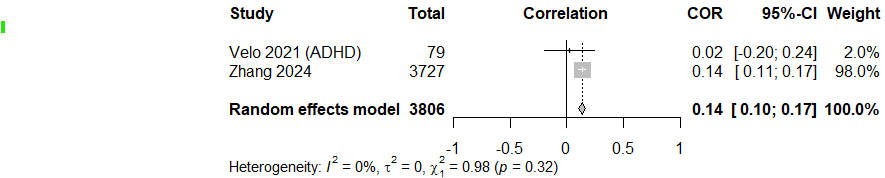 Study Total Correlation COR 95%-CI Weight
Velo 2021 (ADHD) 79 0.02 [-0.20; 0.24] 2.0%
Zhang 2024 3727 0.14 [ 0.11; 0.17] 98.0%
Random effects model 3806 0.14 [ 0.10; 0.17] 100.0%
-1 -0.5 0 0.5 1
Heterogeneity: I² = 0%, τ² = 0, χ²₁ = 0.98 (p = 0.32)